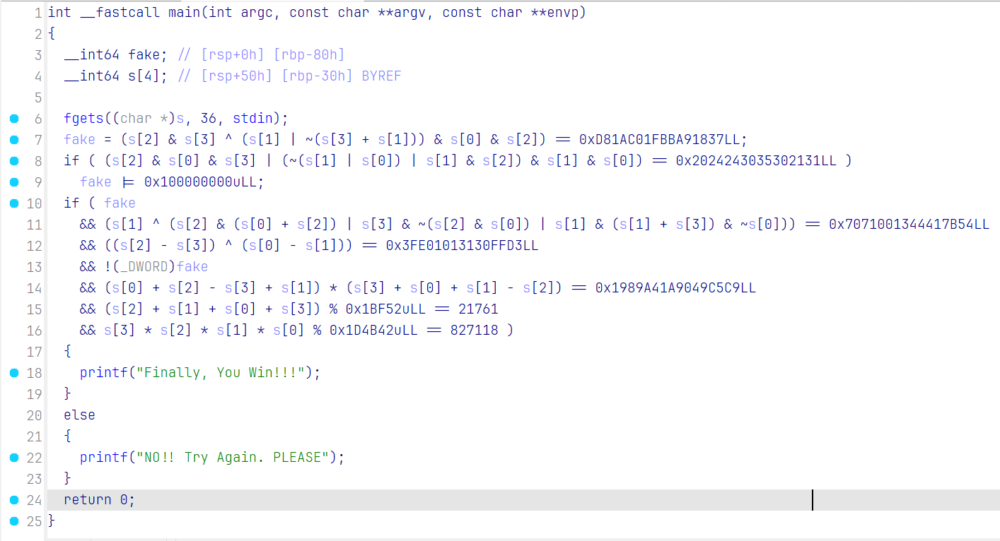 1 int __fastcall main(int argc, const char **argv, const char **envp)
2 {
3 __int64 fake; // [rsp+0h] [rbp-80h]
4 __int64 s[4]; // [rsp+50h] [rbp-30h] BYREF
5
6 fgets((char *)s, 36, stdin);
7 fake = (s[2] & s[3] ^ (s[1] | ~(s[3] + s[1])) & s[0] & s[2]) == 0xD81AC01FBBA91837LL;
8 if ( (s[2] & s[0] & s[3] | (~(s[1] | s[0]) | s[1] & s[2]) & s[1] & s[0]) == 0x2024243035302131LL )
9 fake |= 0x100000000uLL;
10 if ( fake
11 && (s[1] ^ (s[2] & (s[0] + s[2]) | s[3] & ~(s[2] & s[0]) | s[1] & (s[1] + s[3]) & ~s[0])) == 0x7071001344417B54LL
12 && ((s[2] - s[3]) ^ (s[0] - s[1])) == 0x3FE01013130FFD3LL
13 && !(_DWORD)fake
14 && (s[0] + s[2] - s[3] + s[1]) * (s[3] + s[0] + s[1] - s[2]) == 0x1989A41A9049C5C9LL
15 && (s[2] + s[1] + s[0] + s[3]) % 0x1BF52uLL == 21761
16 && s[3] * s[2] * s[1] * s[0] % 0x1D4B42uLL == 827118 )
17 {
18 printf("Finally, You Win!!!");
19 }
20 else
21 {
22 printf("NO!! Try Again. PLEASE");
23 }
24 return 0;
25 }